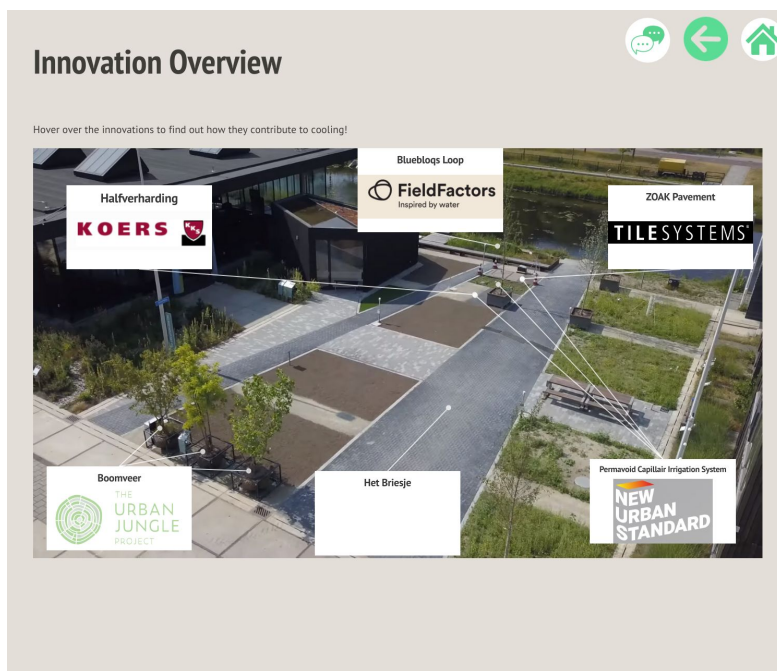 Innovation Overview
Hover over the innovations to find out how they contribute to cooling!
Bluebloqs Loop
FieldFactors
Inspired by water
Halfverharding
KOERS
KKS
ZOAK Pavement
TILESYSTEMS
Boomveer
THE
URBAN
JUNGLE
PROJECT
Het Briesje
Permavoid Capillair Irrigation System
NEW
URBAN
STANDARD